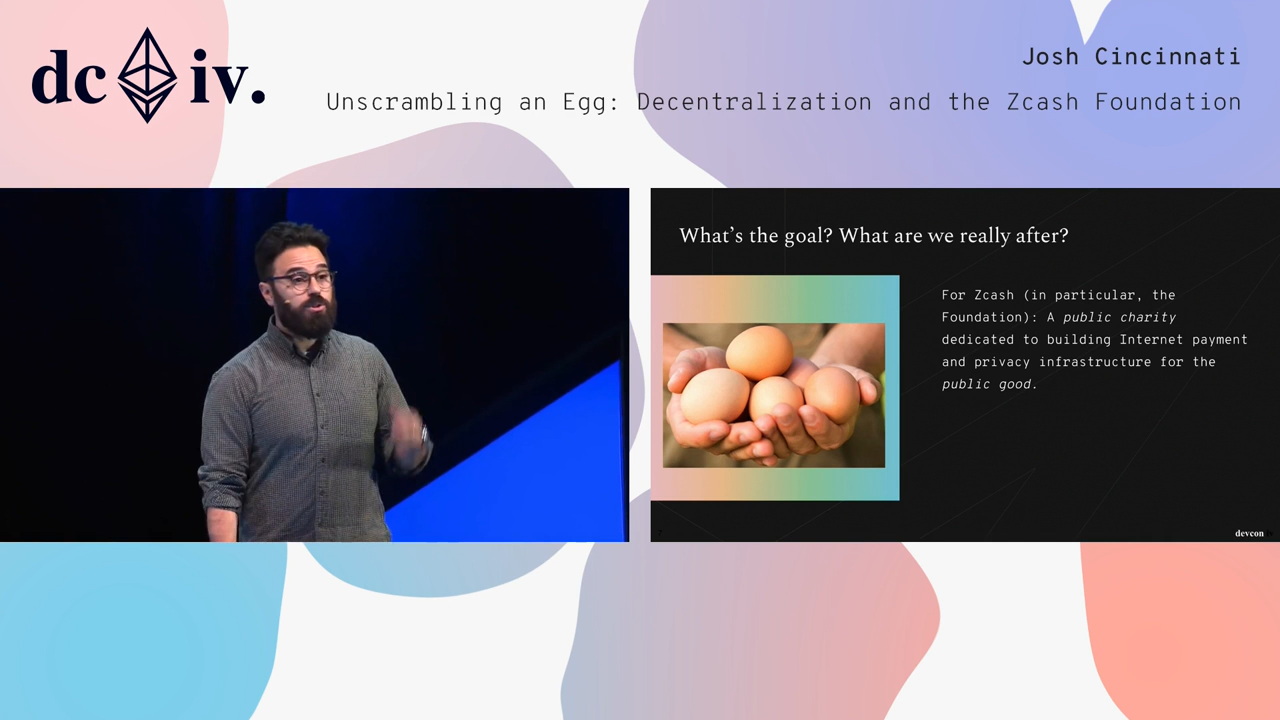 dc iv.
Josh Cincinnati
Unscrambling an Egg: Decentralization and the Zcash Foundation
What's the goal? What are we really after?
For Zcash (in particular, the
Foundation): A public charity
dedicated to building Internet payment
and privacy infrastructure for the
public good.
devcon